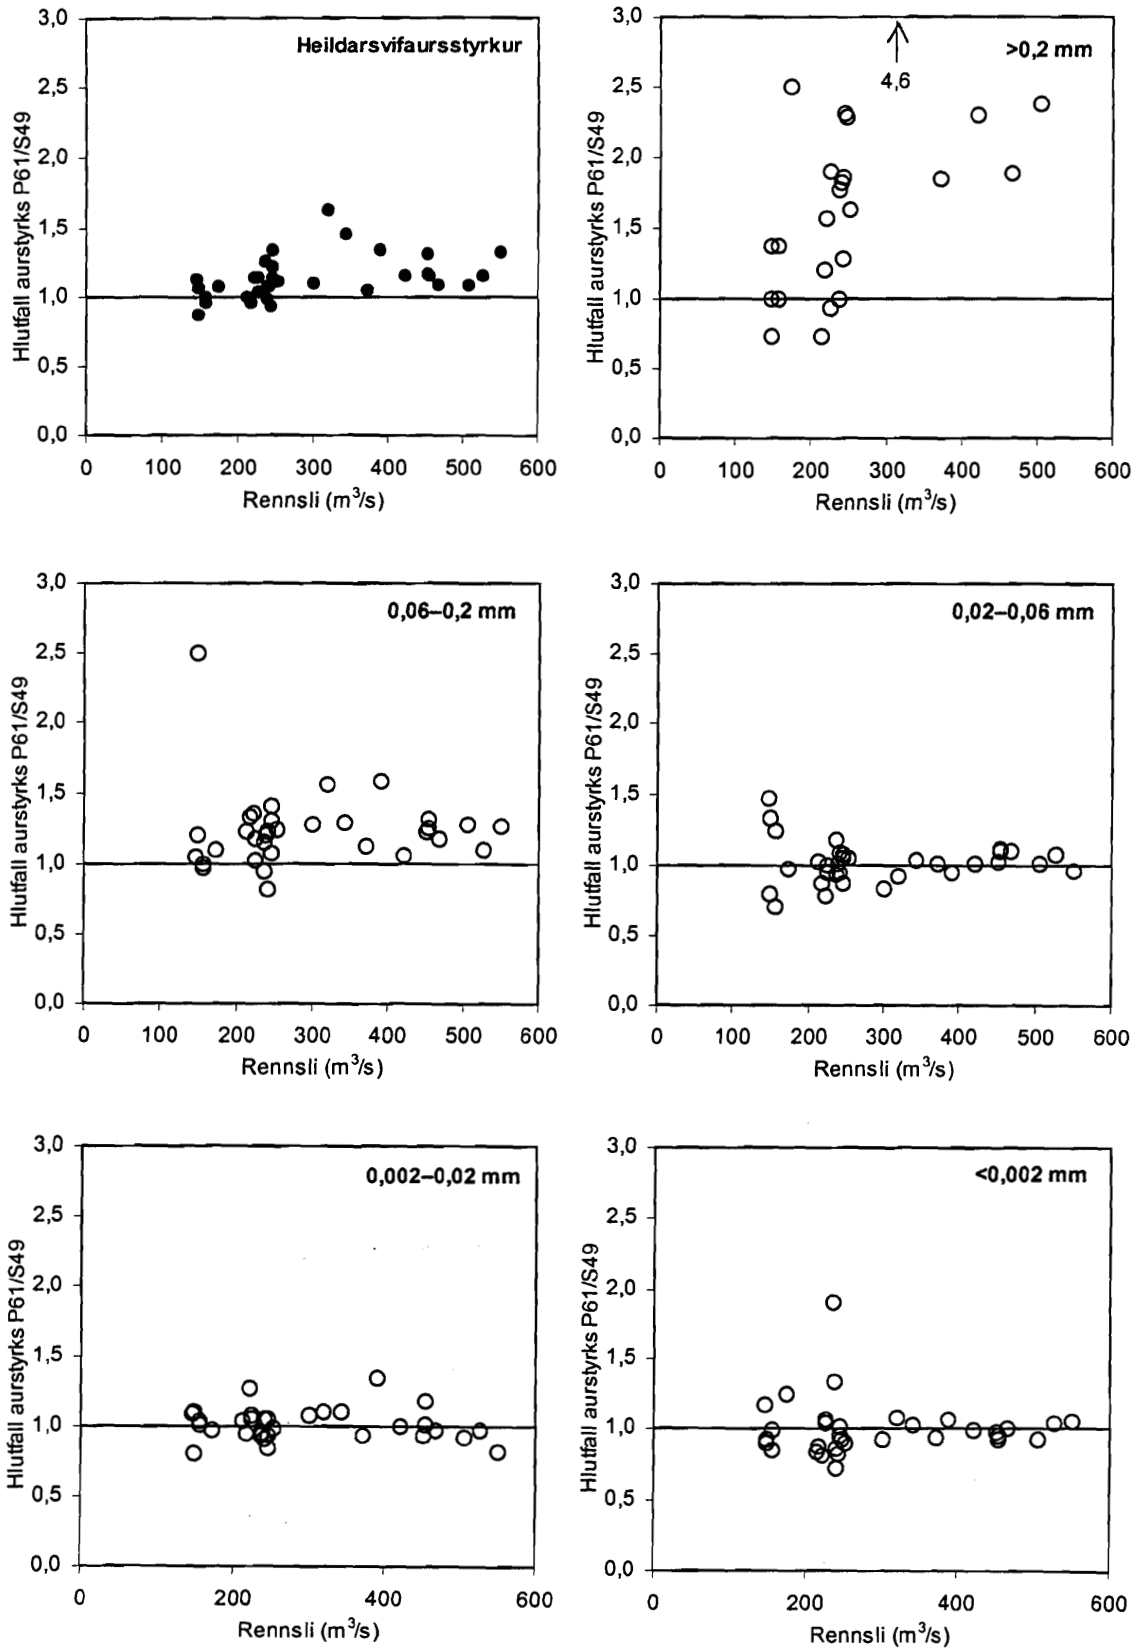 Heildarsvifaursstyrkur
Hlutfall aurstyrks P61/S49
3,0
2,5
2,0
1,5
1,0
0,5
0,0
0 100 200 300 400 500 600
Rennsli (m³/s)
>0,2 mm
4,6
Hlutfall aurstyrks P61/S49
3,0
2,5
2,0
1,5
1,0
0,5
0,0
0 100 200 300 400 500 600
Rennsli (m³/s)
0,06–0,2 mm
Hlutfall aurstyrks P61/S49
3,0
2,5
2,0
1,5
1,0
0,5
0,0
0 100 200 300 400 500 600
Rennsli (m³/s)
0,02–0,06 mm
Hlutfall aurstyrks P61/S49
3,0
2,5
2,0
1,5
1,0
0,5
0,0
0 100 200 300 400 500 600
Rennsli (m³/s)
0,002–0,02 mm
Hlutfall aurstyrks P61/S49
3,0
2,5
2,0
1,5
1,0
0,5
0,0
0 200 400 600
Rennsli (m³/s)
<0,002 mm
Hlutfall aurstyrks P61/S49
3,0
2,5
2,0
1,5
1,0
0,5
0,0
0 200 400 600
Rennsli (m³/s)